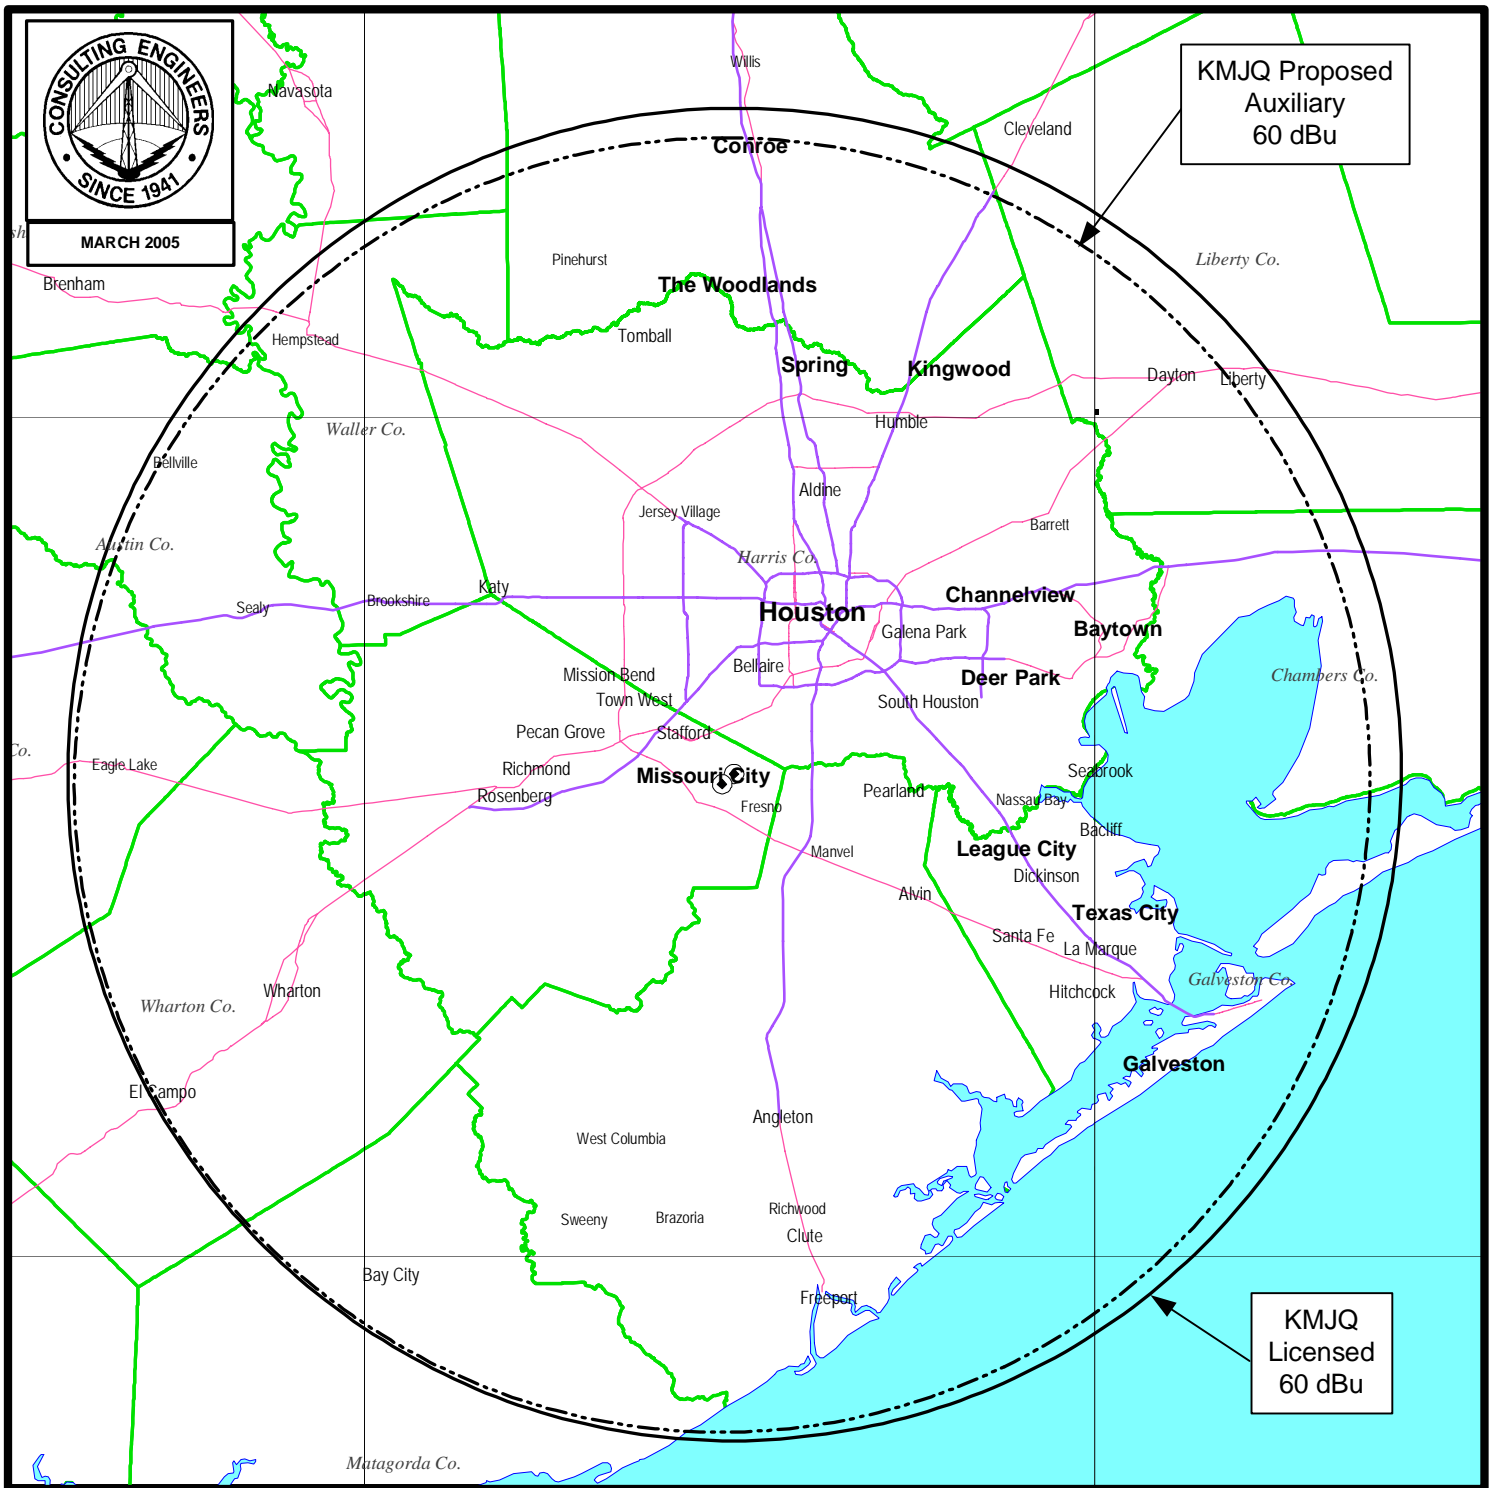 CONSULTING ENGINEERS
SINCE 1941
MARCH 2005
KMJQ Proposed
Auxiliary
60 dBu
Willis
Navasota
Cleveland
Conroe
sh
Pinehurst
Liberty Co.
Brenham
The Woodlands
Hempstead
Tomball
Spring
Kingwood
Dayton
Liberty
Waller Co.
Humble
Bellville
Aldine
Jersey Village
Barrett
Austin Co.
Harris Co.
Katy
Channelview
Sealy
Brookshire
Houston
Galena Park
Baytown
Bellaire
Mission Bend
Deer Park
Chambers Co.
Town West
South Houston
Pecan Grove
Stafford
Co.
Eagle Lake
Richmond
Missouri City
Seabrook
Rosenberg
Fresno
Pearland
Nassau Bay
Bacliff
Manvel
League City
Dickinson
Alvin
Texas City
Santa Fe
La Marque
Wharton
Hitchcock
Galveston Co.
Wharton Co.
Galveston
El Campo
Angleton
West Columbia
Sweeny
Brazoria
Richwood
Clute
Bay City
Freeport
KMJQ
Licensed
60 dBu
Matagorda Co.